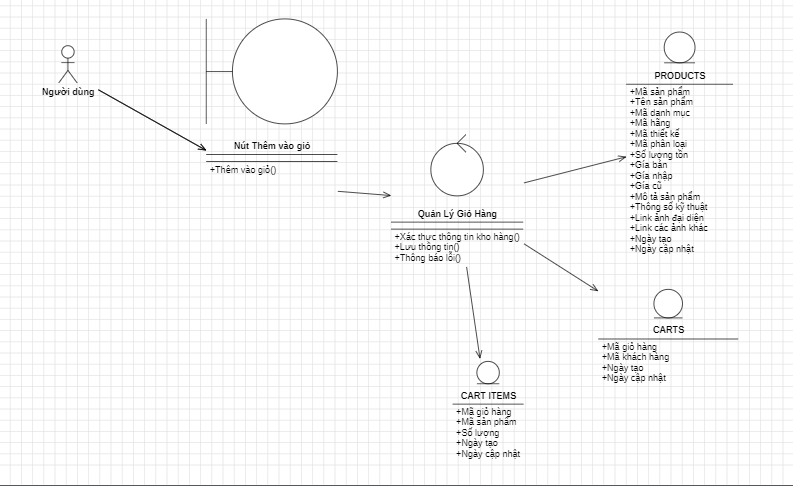 Người dùng
Nút Thêm vào giỏ
+Thêm vào giỏ()
Quản Lý Giỏ Hàng
+Xác thực thông tin kho hàng()
+Lưu thông tin()
+Thông báo lỗi()
PRODUCTS
+Mã sản phẩm
+Tên sản phẩm
+Mã danh mục
+Mã hãng
+Mã thiết kế
+Mã phân loại
+Số lượng tồn
+Gía bán
+Gía nhập
+Gía cũ
+Mô tả sản phẩm
+Thông số kỹ thuật
+Link ảnh đại diện
+Link các ảnh khác
+Ngày tạo
+Ngày cập nhật
CARTS
+Mã giỏ hàng
+Mã khách hàng
+Ngày tạo
+Ngày cập nhật
CART ITEMS
+Mã giỏ hàng
+Mã sản phẩm
+Số lượng
+Ngày tạo
+Ngày cập nhật